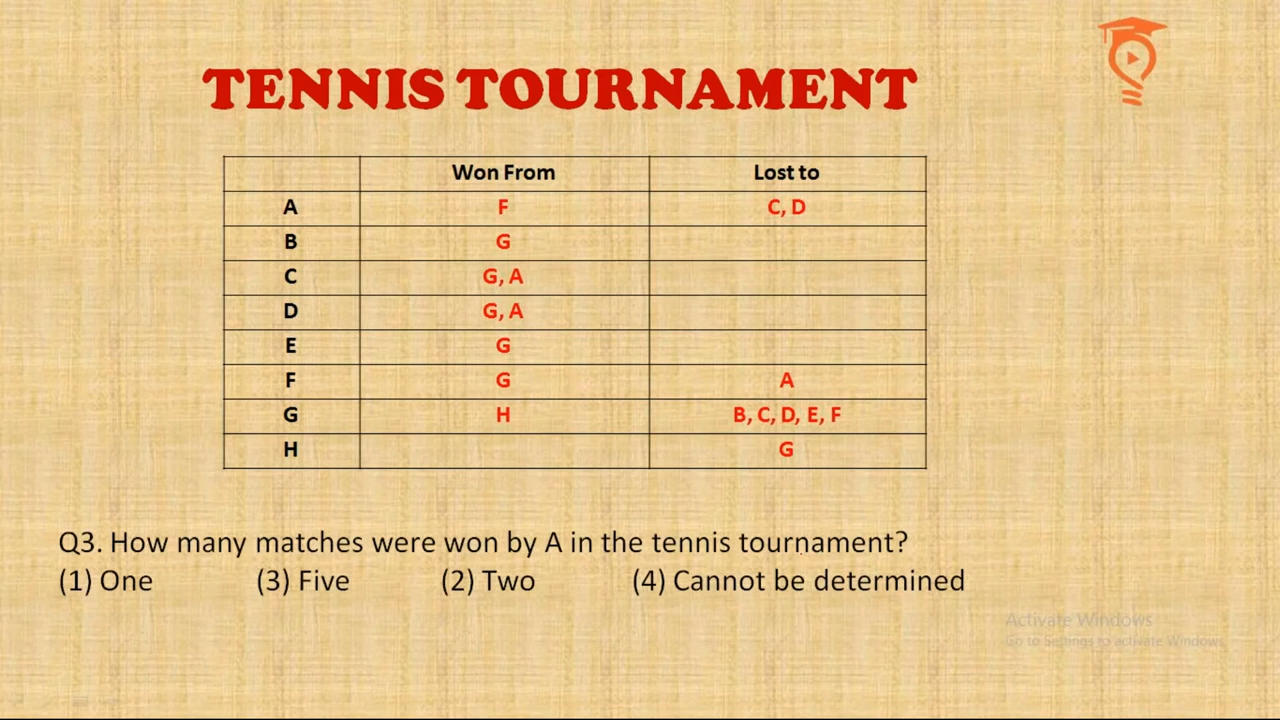 TENNIS TOURNAMENT
Won From Lost to
A F C, D
B G
C G, A
D G, A
E G
F G A
G H B, C, D, E, F
H G
Q3. How many matches were won by A in the tennis tournament?
(1) One (3) Five (2) Two (4) Cannot be determined
Activate Windows
Go to Settings to activate Windows.